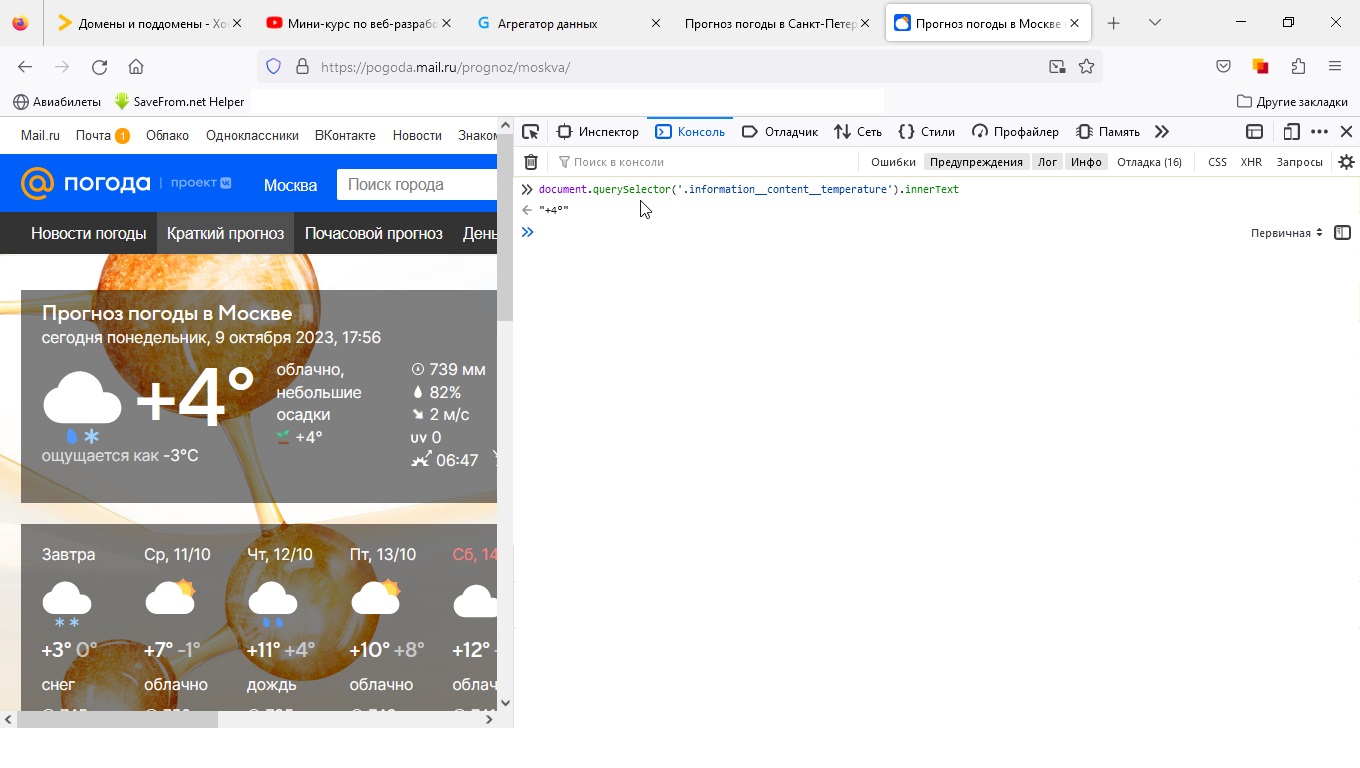 Домены и поддомены - Хос
Мини-курс по веб-разрабо
Агрегатор данных
Прогноз погоды в Санкт-Петер
Прогноз погоды в Москве
https://pogoda.mail.ru/prognoz/moskva/
Авиабилеты
SaveFrom.net Helper
Другие закладки
Mail.ru Почта 1 Облако Одноклассники ВКонтакте Новости Знаком
погода | проект
Москва
Поиск города
Новости погоды Краткий прогноз Почасовой прогноз День
Прогноз погоды в Москве
сегодня понедельник, 9 октября 2023, 17:56
+4°
облачно,
небольшие
осадки
+4°
739 мм
82%
2 м/с
UV 0
06:47
ощущается как -3°C
Завтра Ср, 11/10 Чт, 12/10 Пт, 13/10 Сб, 14
+3° 0° +7° -1° +11° +4° +10° +8° +12°
снег облачно дождь облачно облач
Инспектор Консоль Отладчик Сеть Стили Профайлер Память
Поиск в консоли
Ошибки Предупреждения Лог Инфо Отладка (16) CSS XHR Запросы
document.querySelector('.information__content__temperature').innerText
"+4°"
Первичная